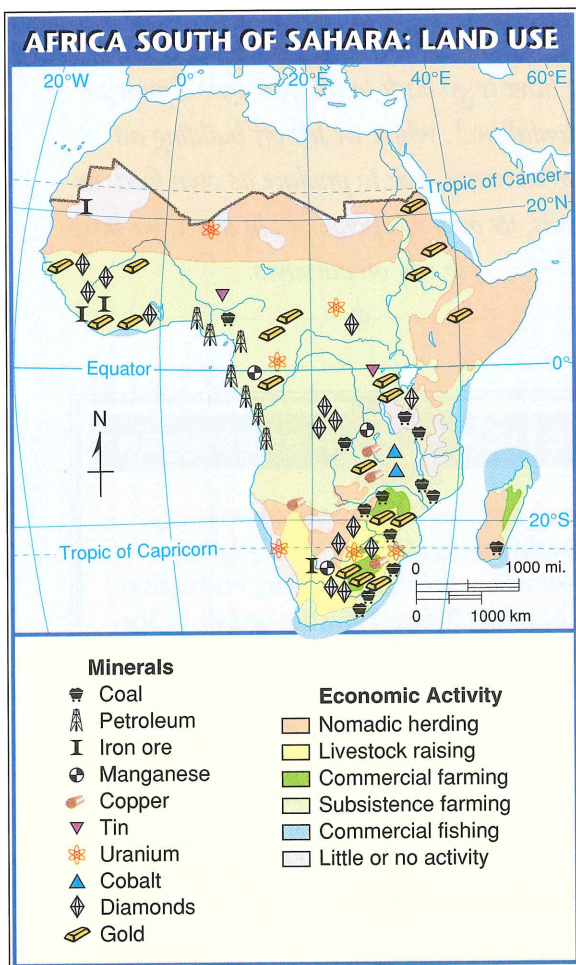 AFRICA SOUTH OF SAHARA: LAND USE
20°W 0° 20°E 40°E 60°E
Tropic of Cancer
20°N
Equator
0°
N
20°S
Tropic of Capricorn
0 1000 mi.
0 1000 km
Minerals
Coal
Petroleum
Iron ore
Manganese
Copper
Tin
Uranium
Cobalt
Diamonds
Gold
Economic Activity
Nomadic herding
Livestock raising
Commercial farming
Subsistence farming
Commercial fishing
Little or no activity